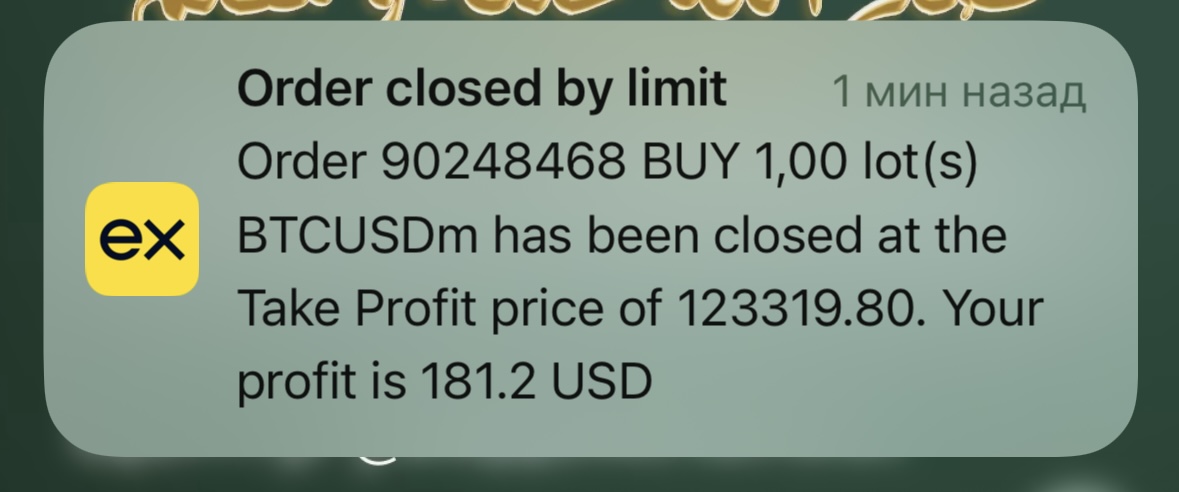 Order closed by limit 1 мин назад
Order 90248468 BUY 1,00 lot(s)
BTCUSDm has been closed at the
ex
Take Profit price of 123319.80. Your
profit is 181.2 USD